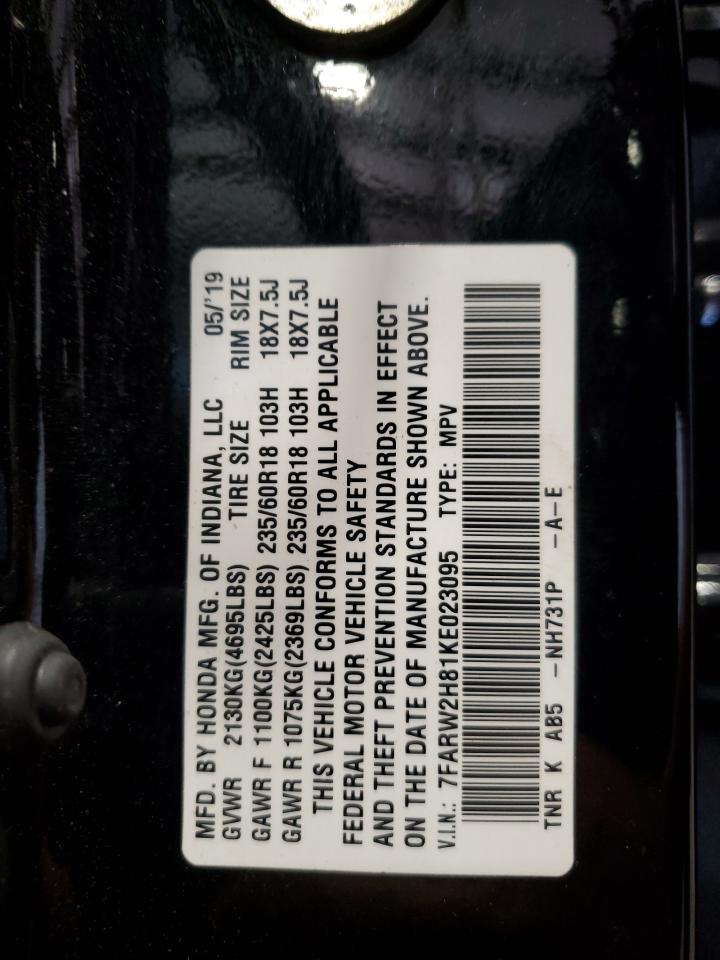 MFD. BY HONDA MFG. OF INDIANA, LLC 05/'19
GVWR 2130KG(4695LBS) TIRE SIZE RIM SIZE
GAWR F 1100KG(2425LBS) 235/60R18 103H 18X7.5J
GAWR R 1075KG(2369LBS) 235/60R18 103H 18X7.5J
THIS VEHICLE CONFORMS TO ALL APPLICABLE
FEDERAL MOTOR VEHICLE SAFETY
AND THEFT PREVENTION STANDARDS IN EFFECT
ON THE DATE OF MANUFACTURE SHOWN ABOVE.
V.I.N.: 7FARW2H81KE023095 TYPE: MPV
TNR K AB5 -NH731P -A-E